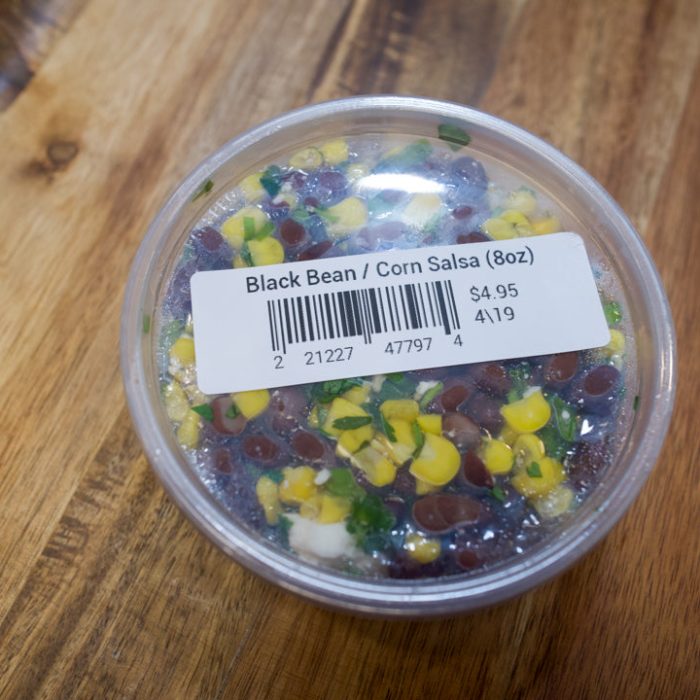 Black Bean / Corn Salsa (8oz)
$4.95
4\19
2 21227 47797 4